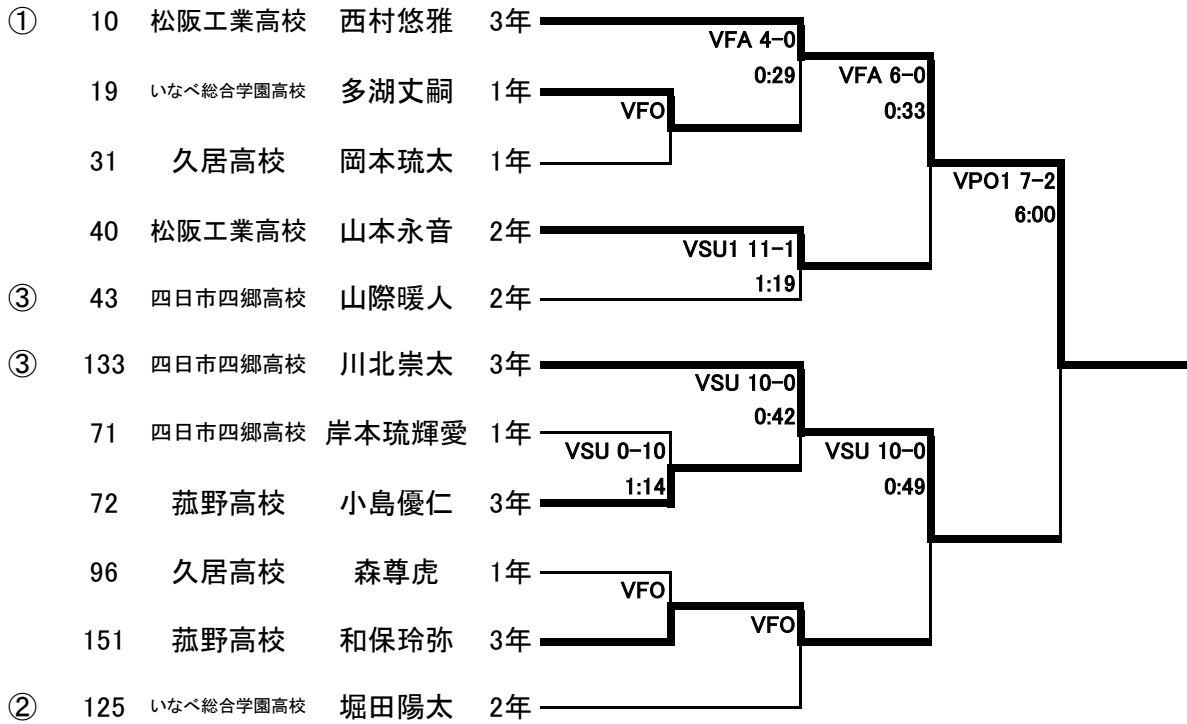 ① 10 松阪工業高校 西村悠雅 3年
VFA 4-0
0:29
VFA 6-0
0:33
19 いなべ総合学園高校 多湖丈嗣 1年
VFO
31 久居高校 岡本琉太 1年
VPO1 7-2
6:00
40 松阪工業高校 山本永音 2年
VSU1 11-1
1:19
③ 43 四日市四郷高校 山際暖人 2年
③ 133 四日市四郷高校 川北崇太 3年
VSU 10-0
0:42
71 四日市四郷高校 岸本琉輝愛 1年
VSU 0-10
1:14
VSU 10-0
0:49
72 菰野高校 小島優仁 3年
96 久居高校 森尊虎 1年
VFO
151 菰野高校 和保玲弥 3年
VFO
② 125 いなべ総合学園高校 堀田陽太 2年